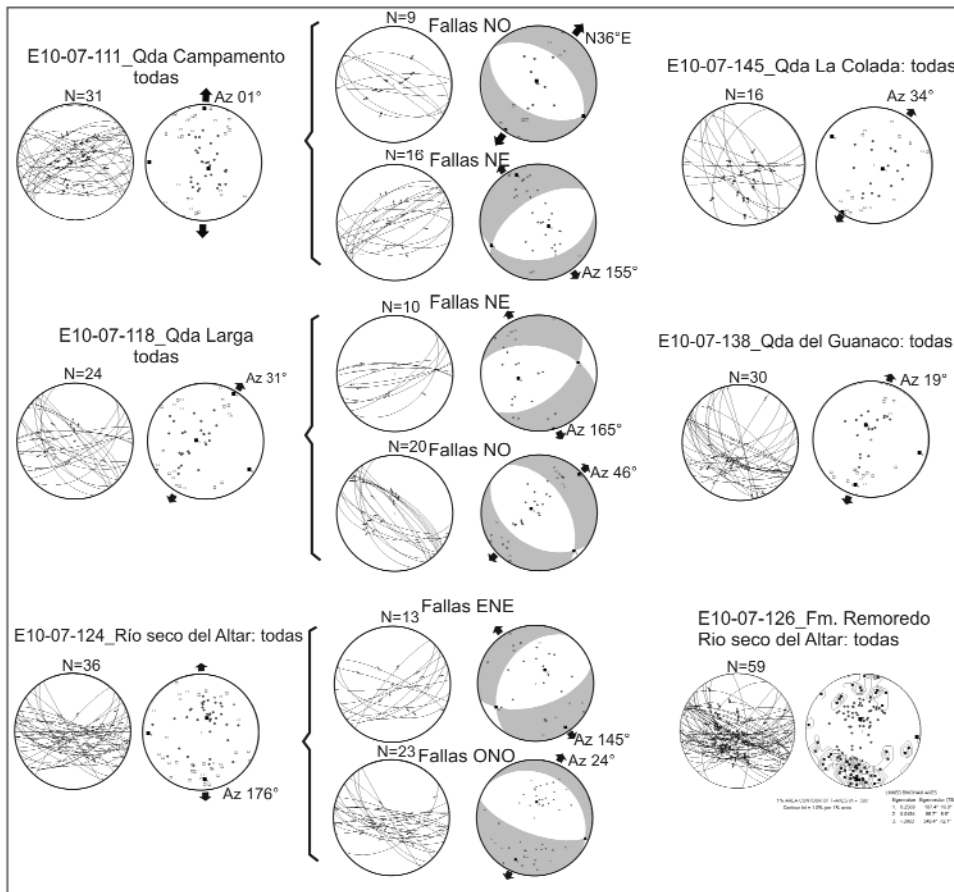 E10-07-111_Qda Campamento
todas
N=31
Az 01°
N=9
Fallas NO
N36°E
N=16
Fallas NE
Az 155°
E10-07-145_Qda La Colada: todas
N=16
Az 34°
E10-07-118_Qda Larga
todas
N=24
Az 31°
Fallas NE
N=10
Az 165°
N=20
Fallas NO
Az 46°
E10-07-138_Qda del Guanaco: todas
N=30
Az 19°
E10-07-124_Río seco del Altar: todas
N=36
Az 176°
Fallas ENE
N=13
Az 145°
N=23
Fallas ONO
Az 24°
E10-07-126_Fm. Remoredo
Rio seco del Altar: todas
N=59